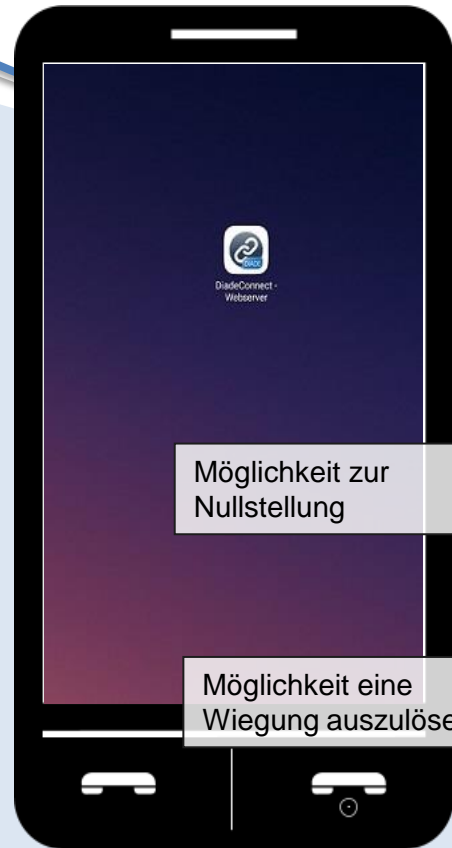 DIADE
DiadeConnect -
Webserver
Möglichkeit zur
Nullstellung
Möglichkeit eine
Wiegung auszulöse